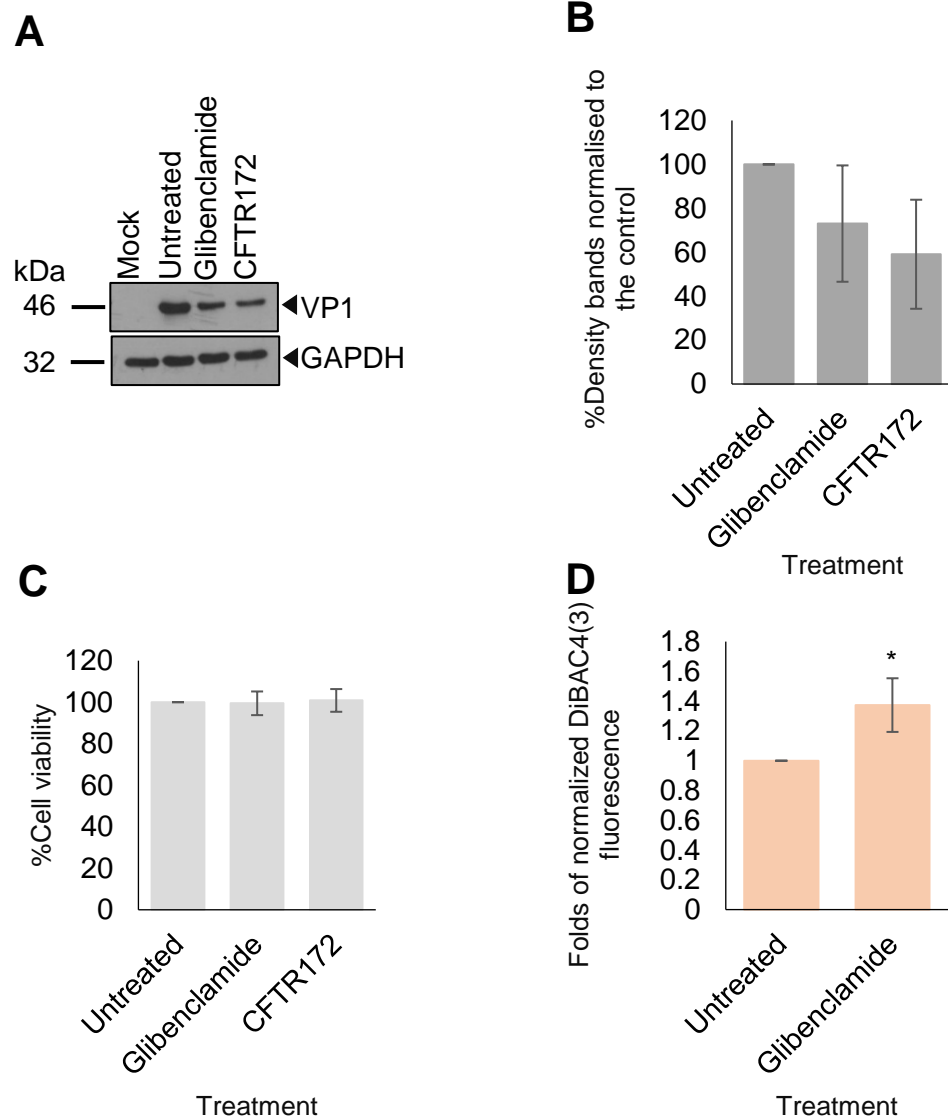 A
Mock
Untreated
Glibenclamide
CFTR172
kDa
46
VP1
32
GAPDH
B
%Density bands normalised to
the control
120
100
80
60
40
20
0
Untreated
Glibenclamide
CFTR172
Treatment
C
%Cell viability
120
100
80
60
40
20
0
Untreated
Glibenclamide
CFTR172
Treatment
D
Folds of normalized DiBAC4(3)
fluorescence
1.8
1.6
1.4
1.2
1
0.8
0.6
0.4
0.2
0
*
Untreated
Glibenclamide
Treatment